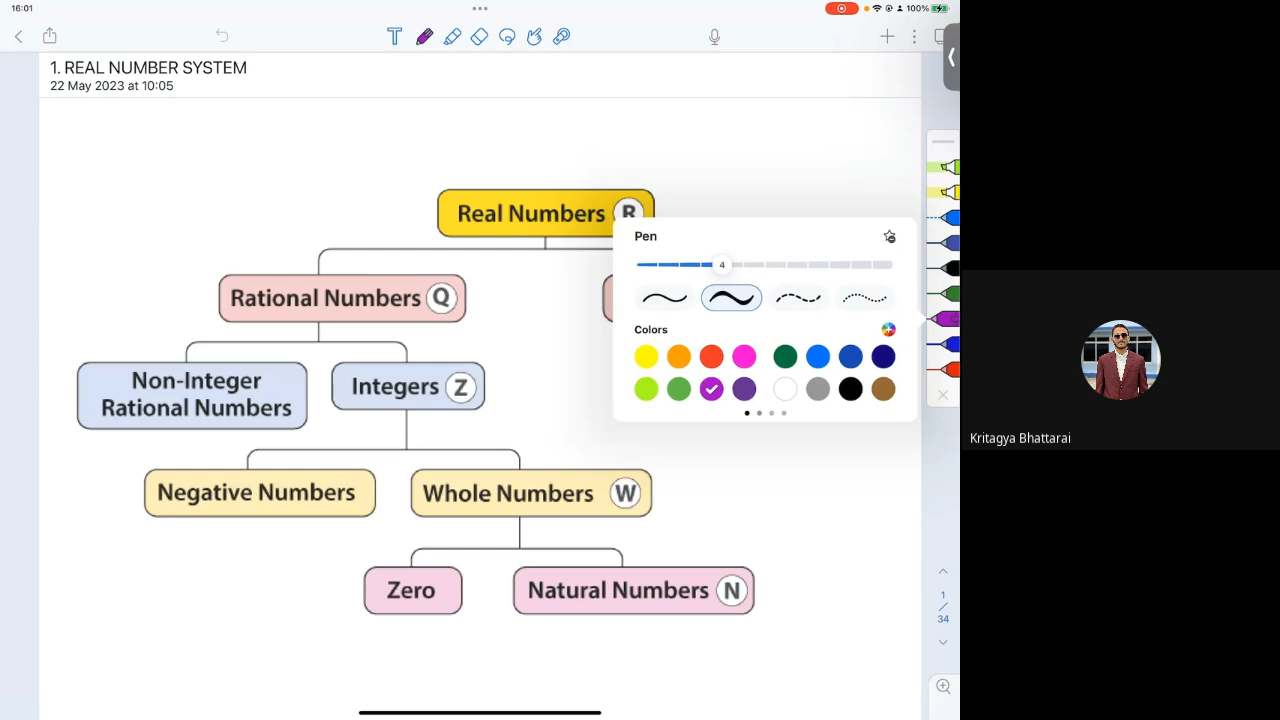 16:01
100%
1. REAL NUMBER SYSTEM
22 May 2023 at 10:05
Real Numbers R
Pen
4
Rational Numbers Q
Colors
Non-Integer
Rational Numbers
Integers Z
Negative Numbers
Whole Numbers W
Zero
Natural Numbers N
1
/
34
Kritagya Bhattarai